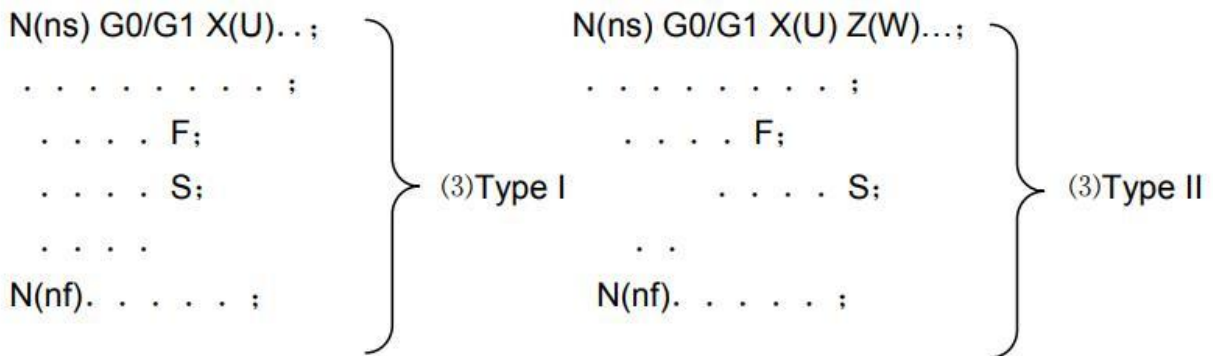 N(ns) G0/G1 X(U)..;
. . . . . . . . ;
. . . . F;
. . . . S;
. . . .
N(nf). . . . . ;
(3)Type I
N(ns) G0/G1 X(U) Z(W)...;
. . . . . . . . ;
. . . . F;
. . . . S;
. .
N(nf). . . . . ;
(3)Type II